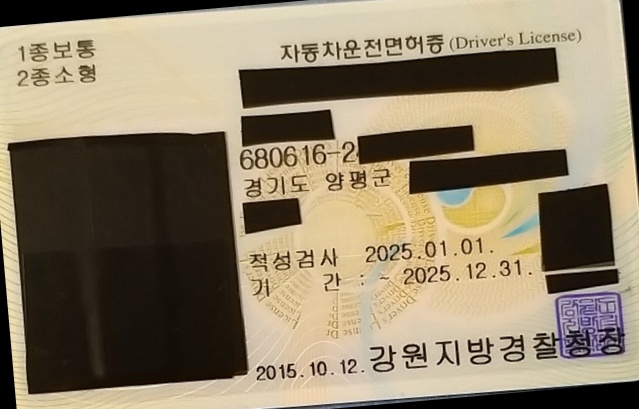 1종보통
2종소형
자동차운전면허증 (Driver's License)
680616-2
경기도 양평군
적성검사 2025.01.01.
기 간 : ~ 2025.12.31.
2015.10.12. 강원지방경찰청장